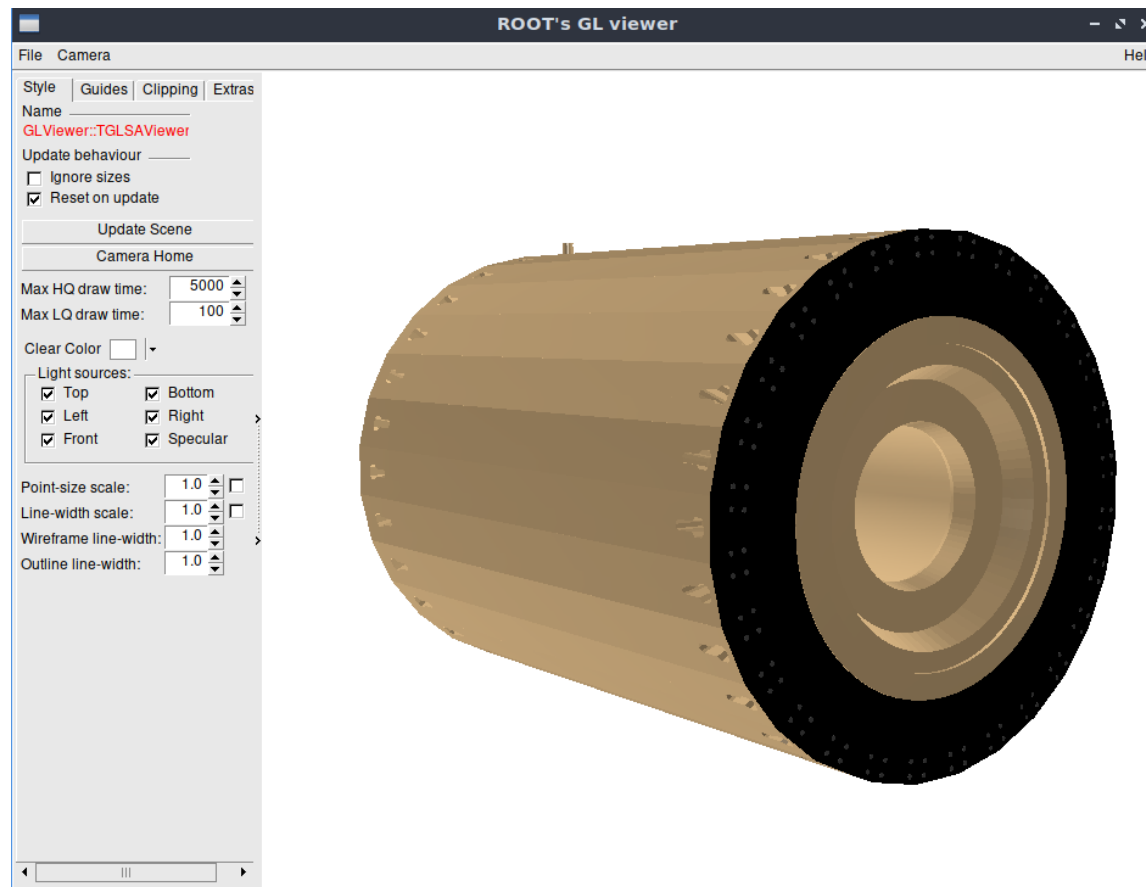 ROOT's GL viewer
File Camera Hel
Style Guides Clipping Extras
Name
GLViewer::TGLSAViewer
Update behaviour
Ignore sizes
Reset on update
Update Scene
Camera Home
Max HQ draw time: 5000
Max LQ draw time: 100
Clear Color
Light sources:
Top Bottom
Left Right
Front Specular
Point-size scale: 1.0
Line-width scale: 1.0
Wireframe line-width: 1.0
Outline line-width: 1.0